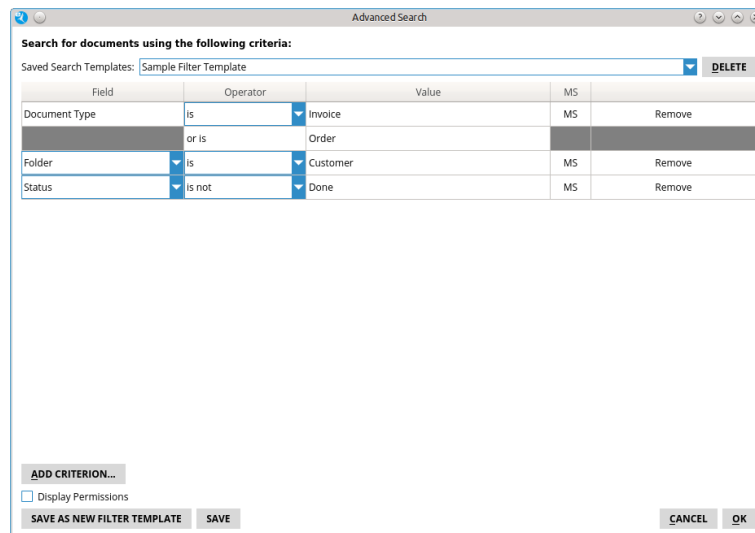 Advanced Search
Search for documents using the following criteria:
Saved Search Templates: Sample Filter Template DELETE
Field Operator Value MS
Document Type is Invoice MS Remove
or is Order
Folder is Customer MS Remove
Status is not Done MS Remove
ADD CRITERION...
Display Permissions
SAVE AS NEW FILTER TEMPLATE SAVE CANCEL OK